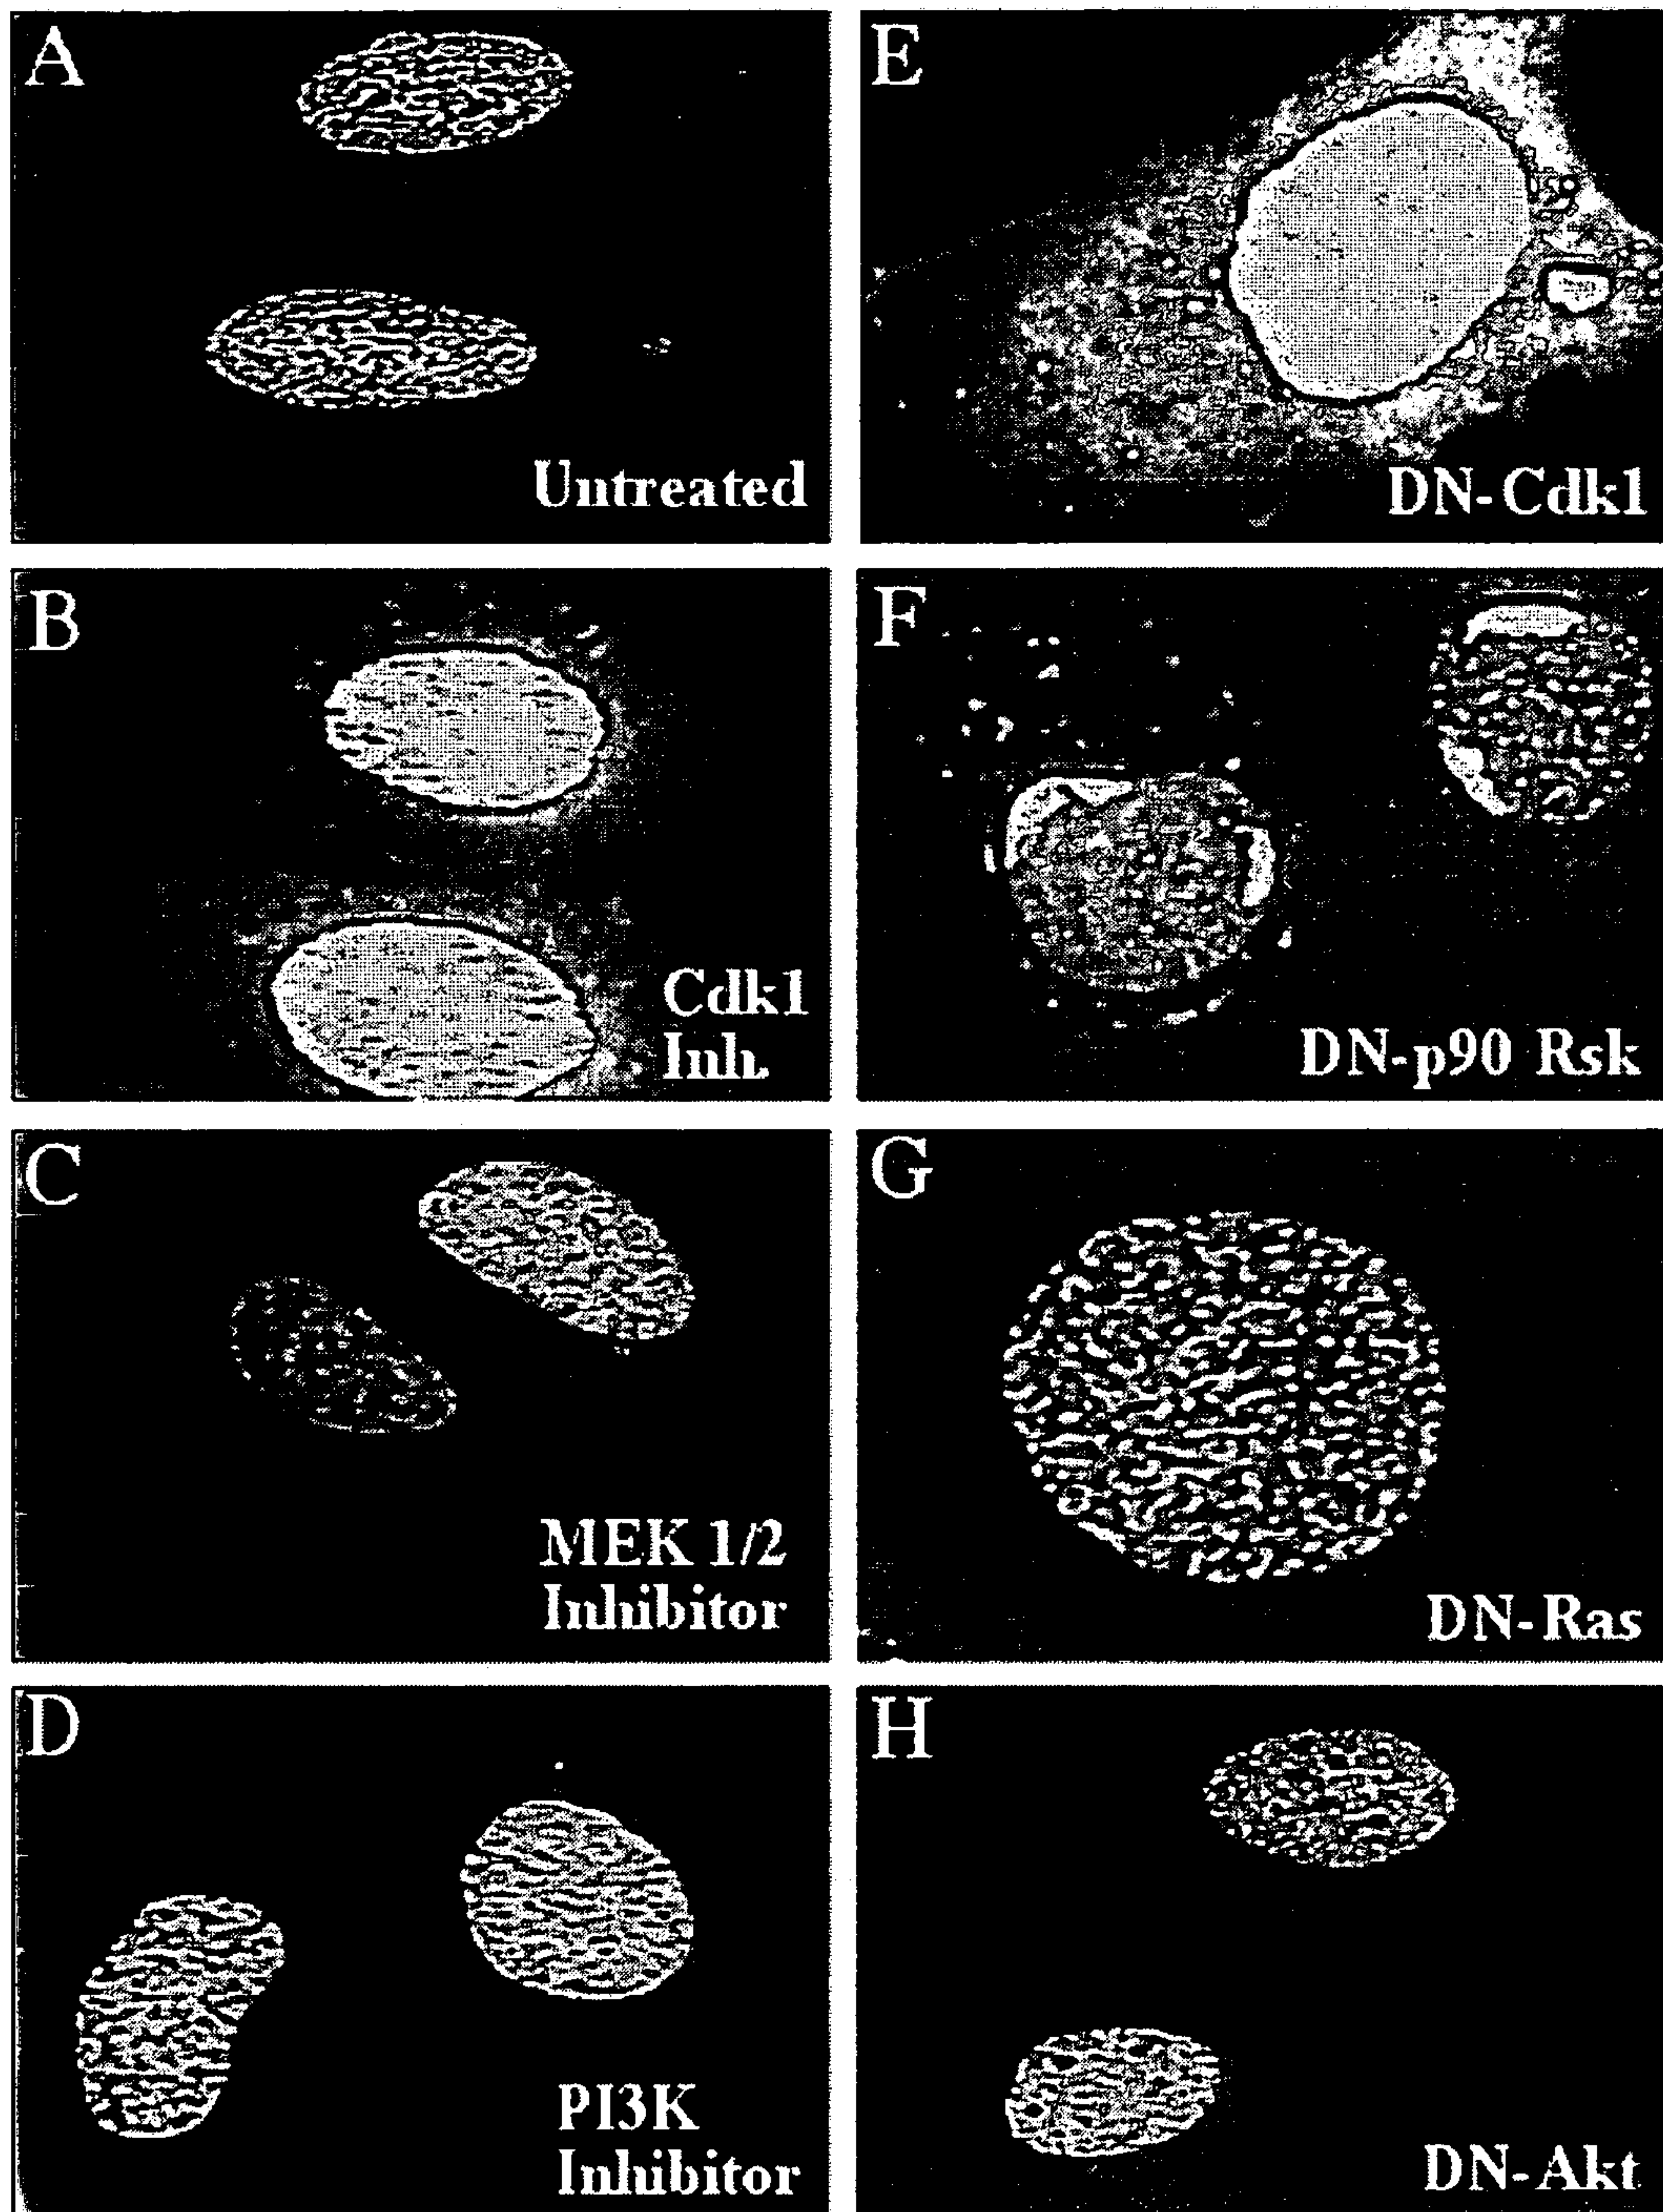 A
Untreated
B
Cdk1
Inh.
C
MEK 1/2
Inhibitor
D
PI3K
Inhibitor
E
DN-Cdk1
F
DN-p90 Rsk
G
DN-Ras
H
DN-Akt